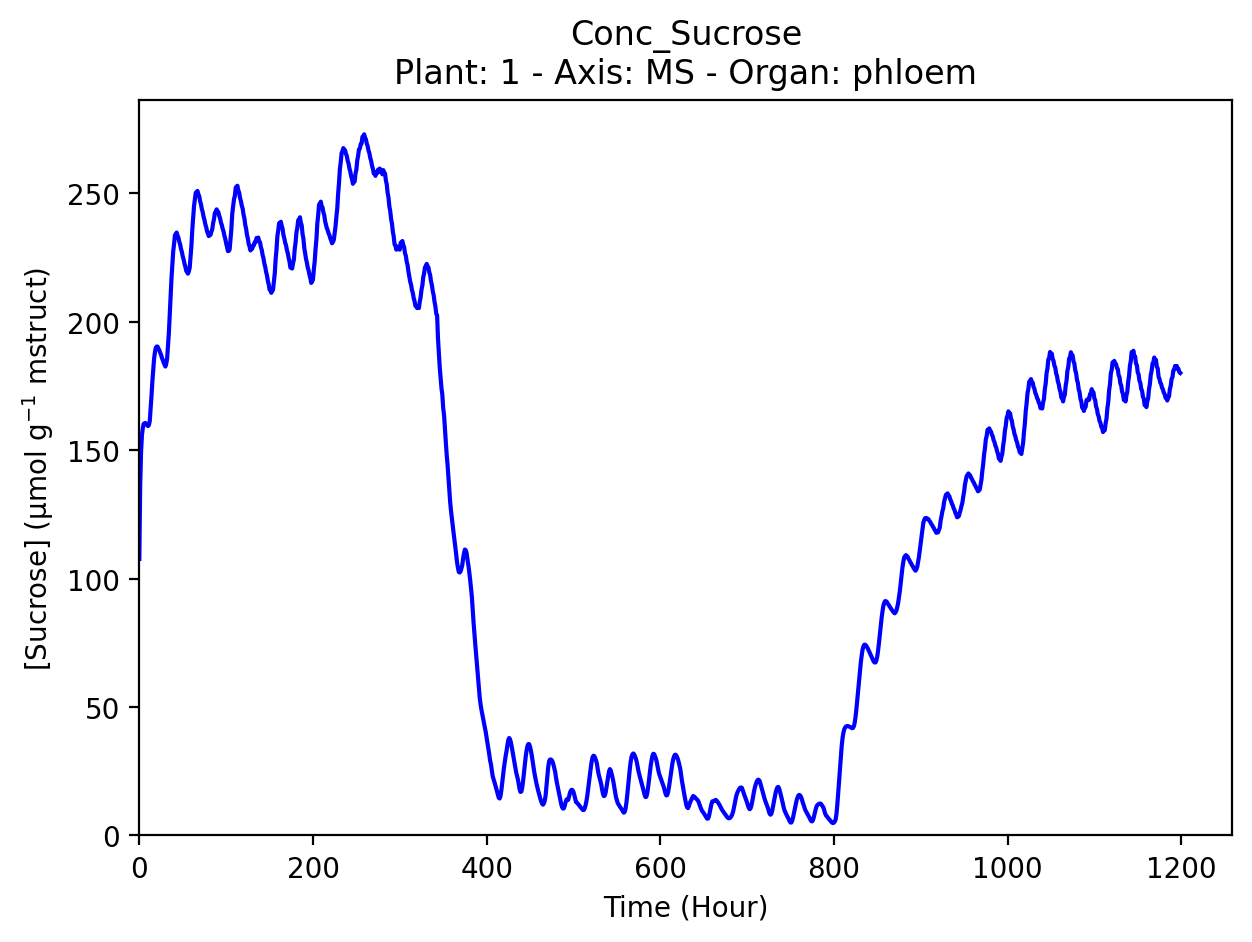 Conc_Sucrose
Plant: 1 - Axis: MS - Organ: phloem
[Sucrose] (µmol g⁻¹ mstruct)
250
200
150
100
50
0
0 200 400 600 800 1000 1200
Time (Hour)